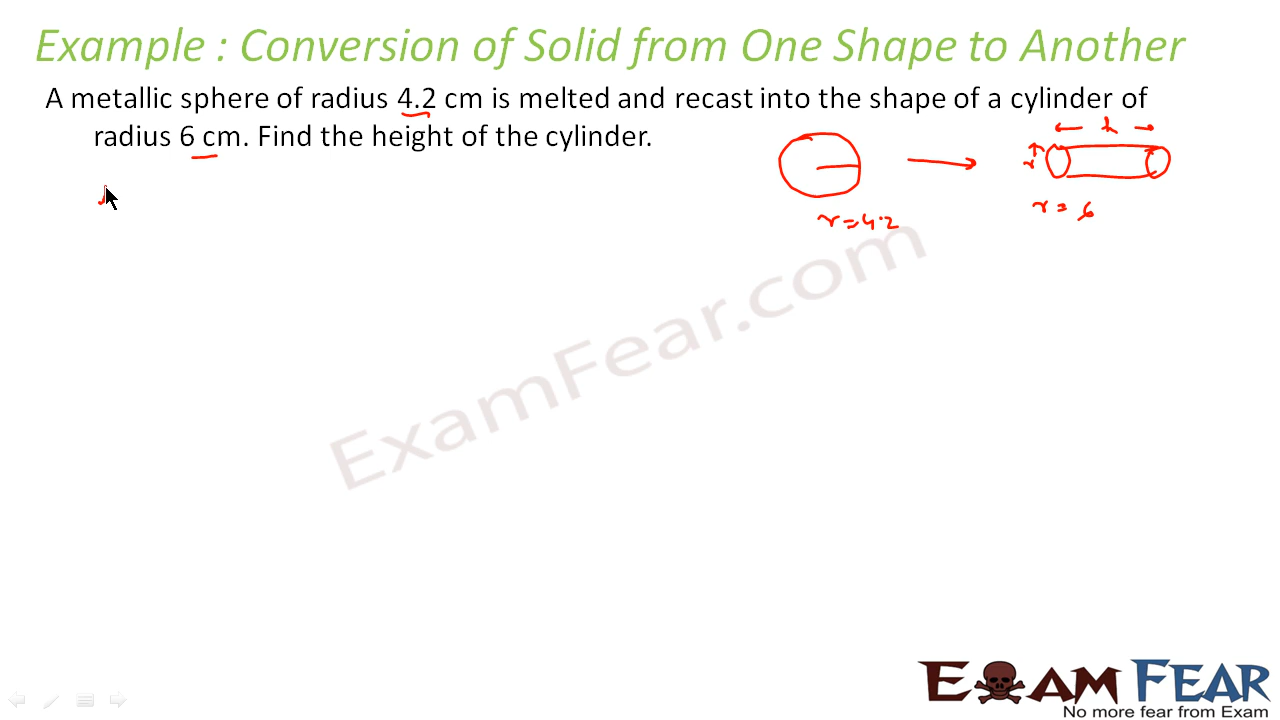 Example : Conversion of Solid from One Shape to Another
A metallic sphere of radius 4.2 cm is melted and recast into the shape of a cylinder of
radius 6 cm. Find the height of the cylinder.
h
r
r = 4.2
r = 6
ExamFear.com
EXAM FEAR
No more fear from Exam